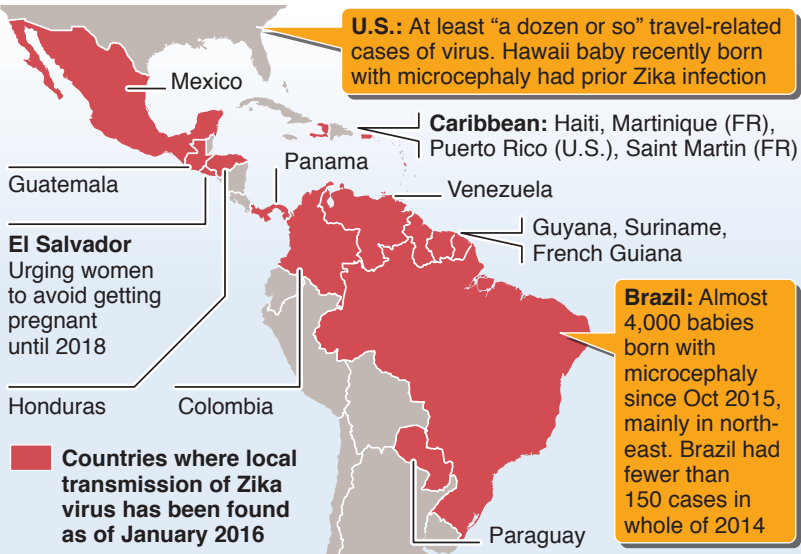 U.S.: At least “a dozen or so” travel-related
cases of virus. Hawaii baby recently born
with microcephaly had prior Zika infection
Mexico
Caribbean: Haiti, Martinique (FR),
Puerto Rico (U.S.), Saint Martin (FR)
Panama
Guatemala
Venezuela
Guyana, Suriname,
French Guiana
El Salvador
Urging women
to avoid getting
pregnant
until 2018
Brazil: Almost
4,000 babies
born with
microcephaly
since Oct 2015,
mainly in north-
east. Brazil had
fewer than
150 cases in
whole of 2014
Honduras
Colombia
Countries where local
transmission of Zika
virus has been found
as of January 2016
Paraguay